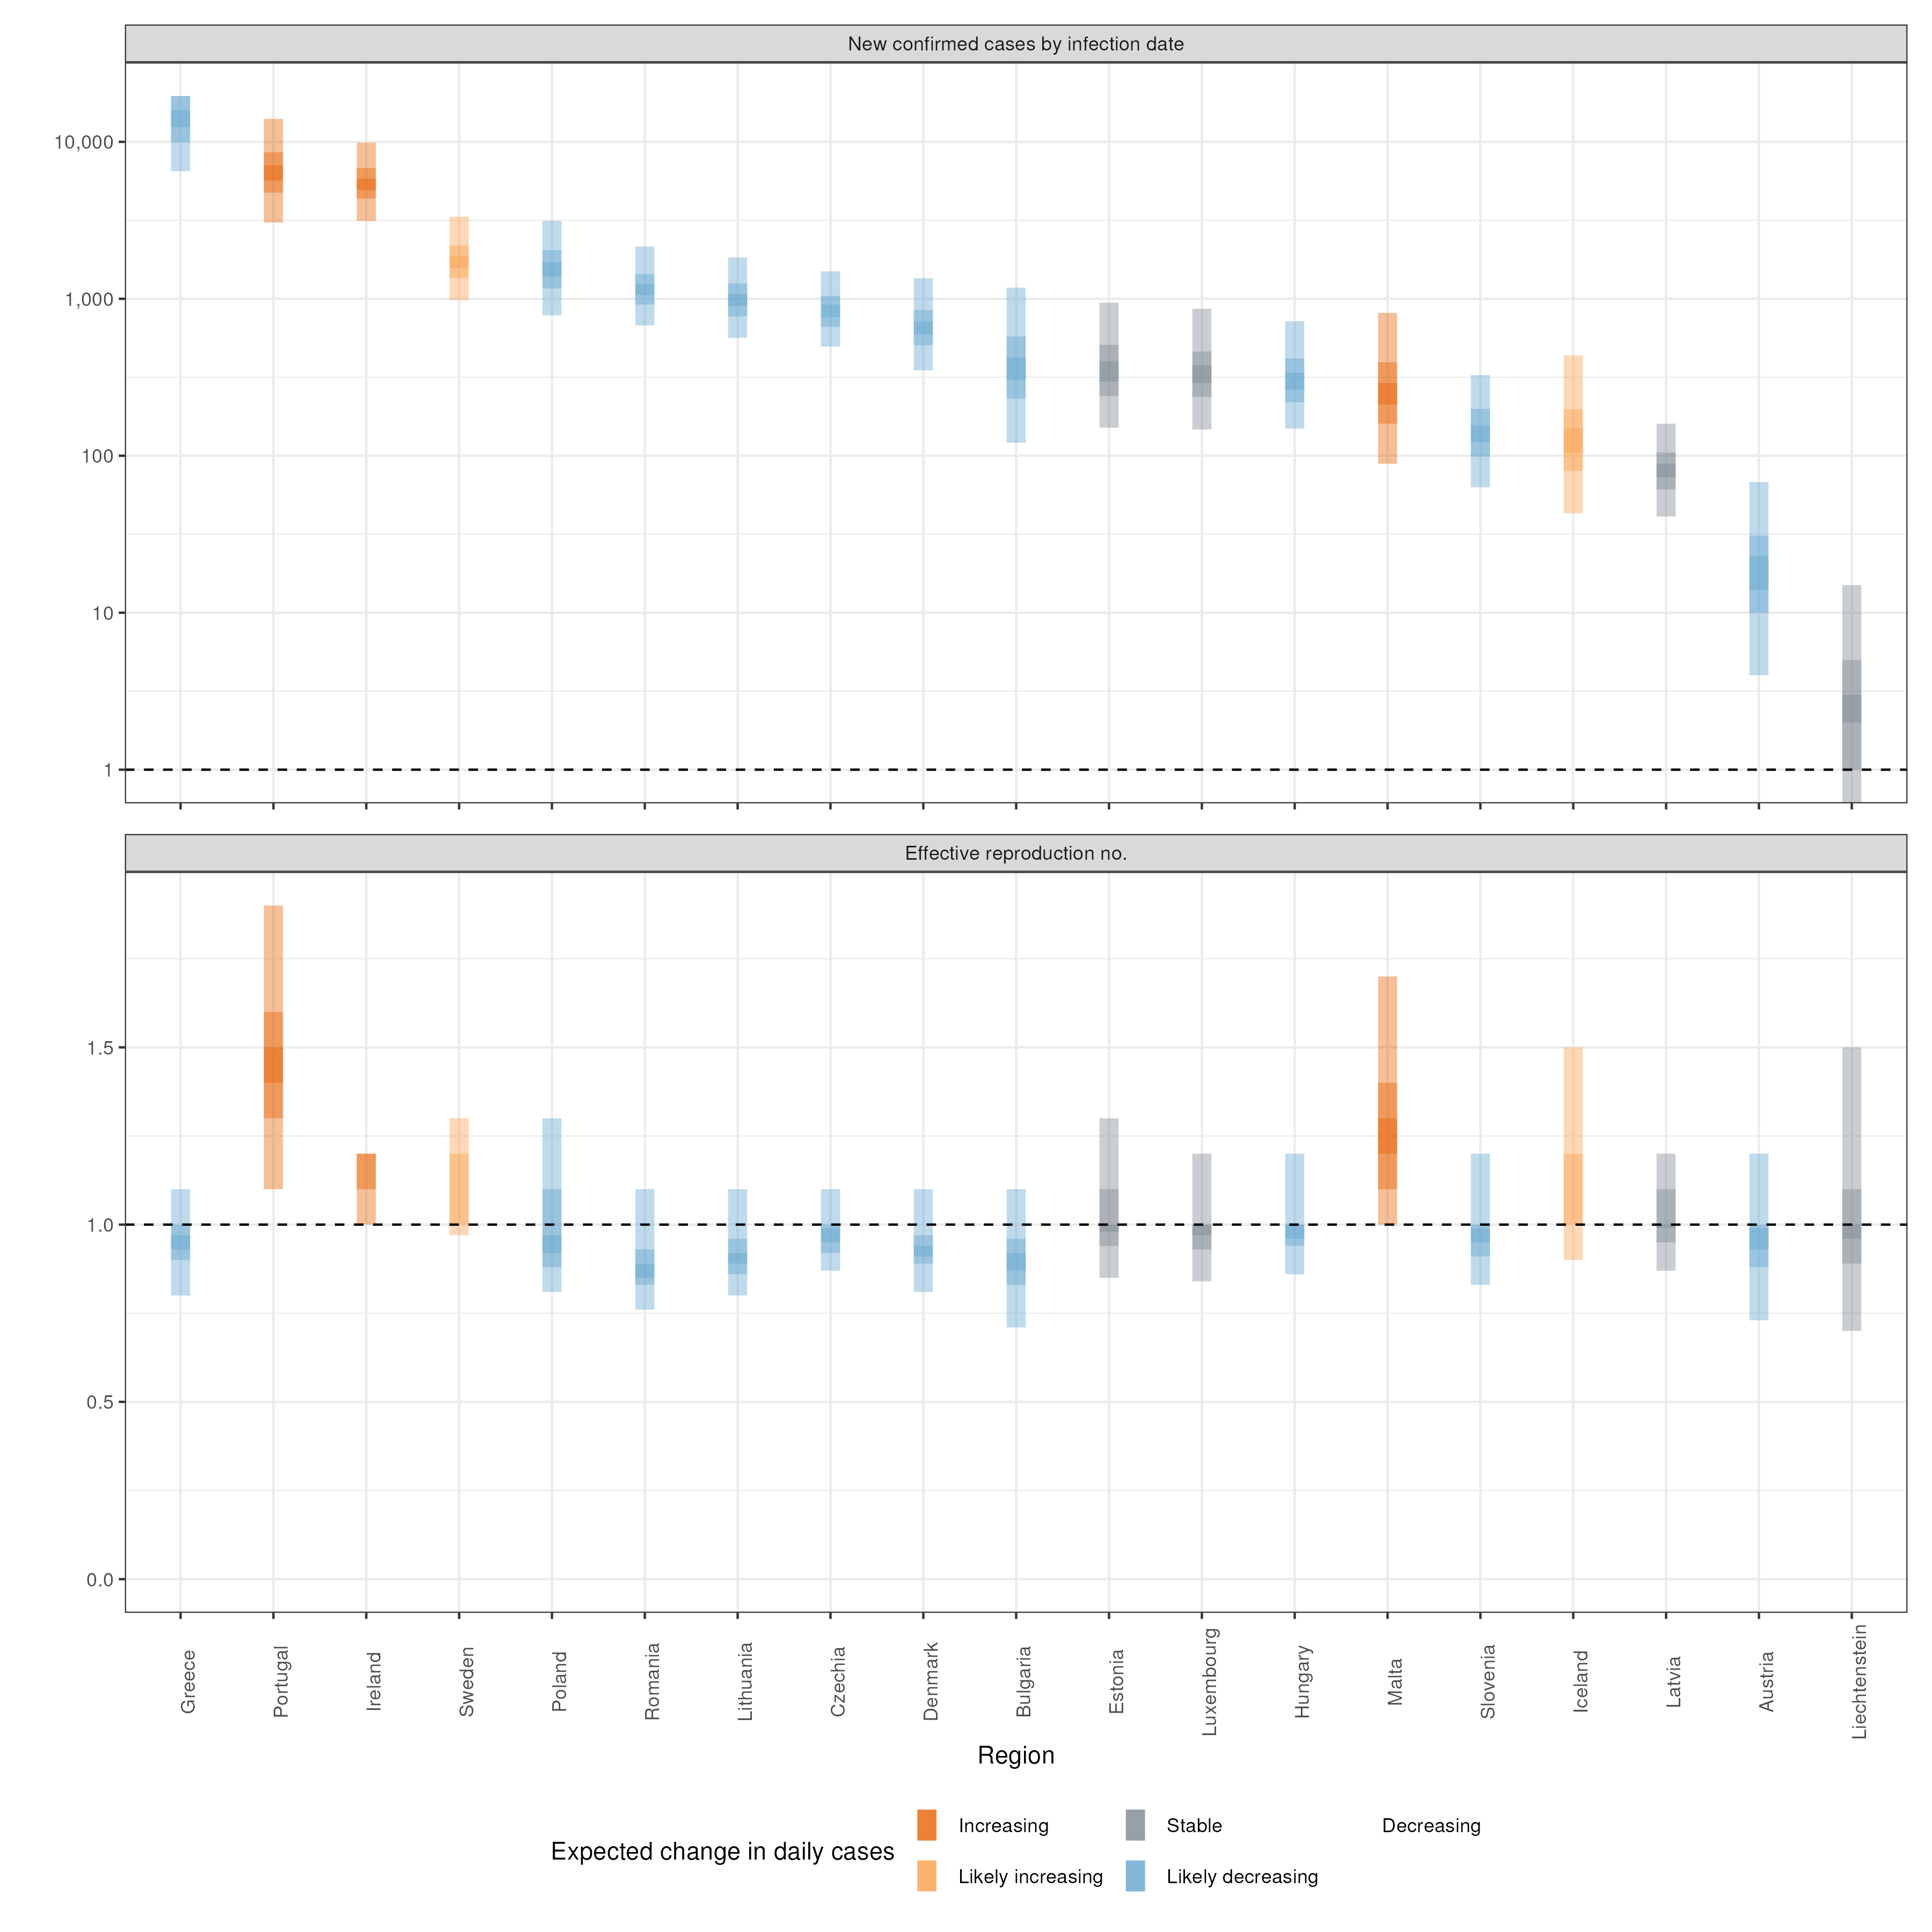 New confirmed cases by infection date
10,000
1,000
100
10
1
Effective reproduction no.
1.5
1.0
0.5
0.0
Greece
Portugal
Ireland
Sweden
Poland
Romania
Lithuania
Czechia
Denmark
Bulgaria
Estonia
Luxembourg
Hungary
Malta
Slovenia
Iceland
Latvia
Austria
Liechtenstein
Region
Expected change in daily cases
Increasing
Stable
Decreasing
Likely increasing
Likely decreasing